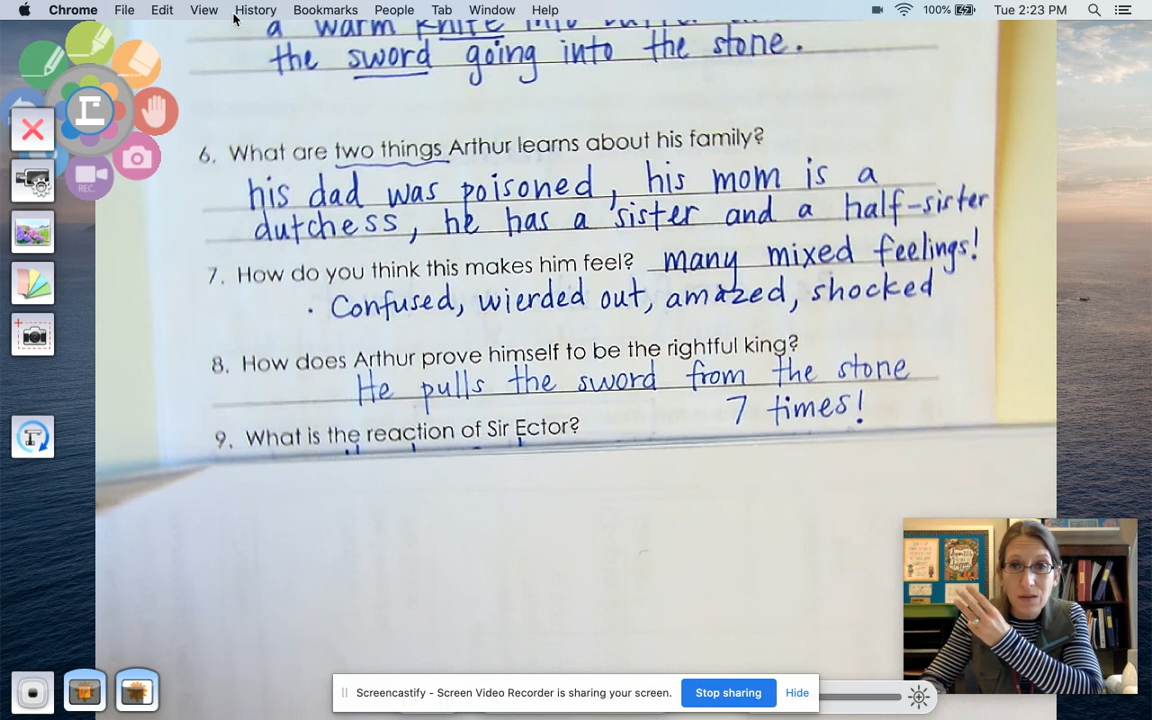 Chrome File Edit View History Bookmarks People Tab Window Help 100% Tue 2:23 PM
a warm knife into
the sword going into the stone.
REC
6. What are two things Arthur learns about his family?
his dad was poisoned, his mom is a
dutchess, he has a sister and a half-sister
7. How do you think this makes him feel? many mixed feelings!
. Confused, wierded out, amazed, shocked
8. How does Arthur prove himself to be the rightful king?
He pulls the sword from the stone
7 times!
9. What is the reaction of Sir Ector?
Screencastify - Screen Video Recorder is sharing your screen. Stop sharing Hide